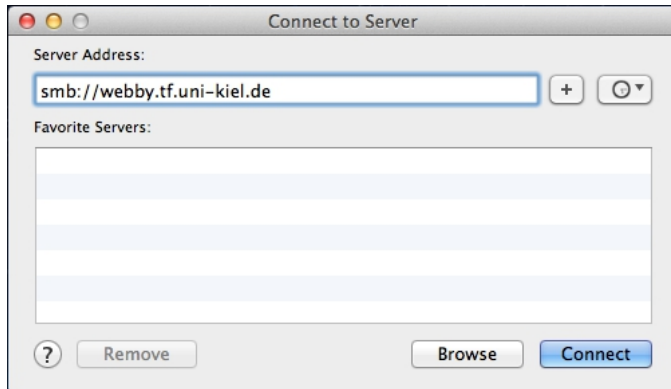 Connect to Server
Server Address:
smb://webby.tf.uni-kiel.de
+
Favorite Servers:
?
Remove
Browse
Connect